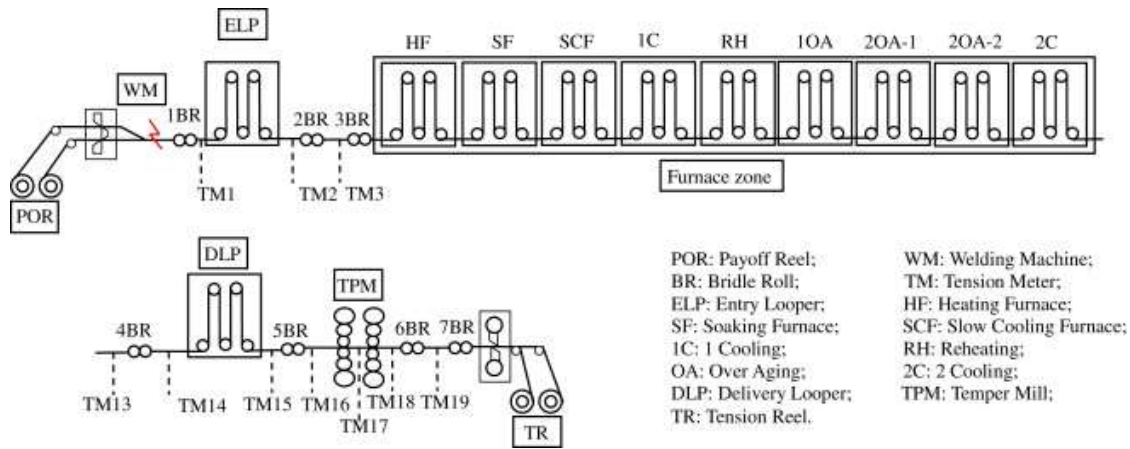 ELP
HF SF SCF 1C RH 1OA 2OA-1 2OA-2 2C
WM
1BR 2BR 3BR
TM1 TM2 TM3
Furnace zone
POR
DLP
TPM
4BR 5BR 6BR 7BR
TM13 TM14 TM15 TM16 TM17 TM18 TM19
TR
POR: Payoff Reel; WM: Welding Machine;
BR: Bridle Roll; TM: Tension Meter;
ELP: Entry Looper; HF: Heating Furnace;
SF: Soaking Furnace; SCF: Slow Cooling Furnace;
1C: 1 Cooling; RH: Reheating;
OA: Over Aging; 2C: 2 Cooling;
DLP: Delivery Looper; TPM: Temper Mill;
TR: Tension Reel.